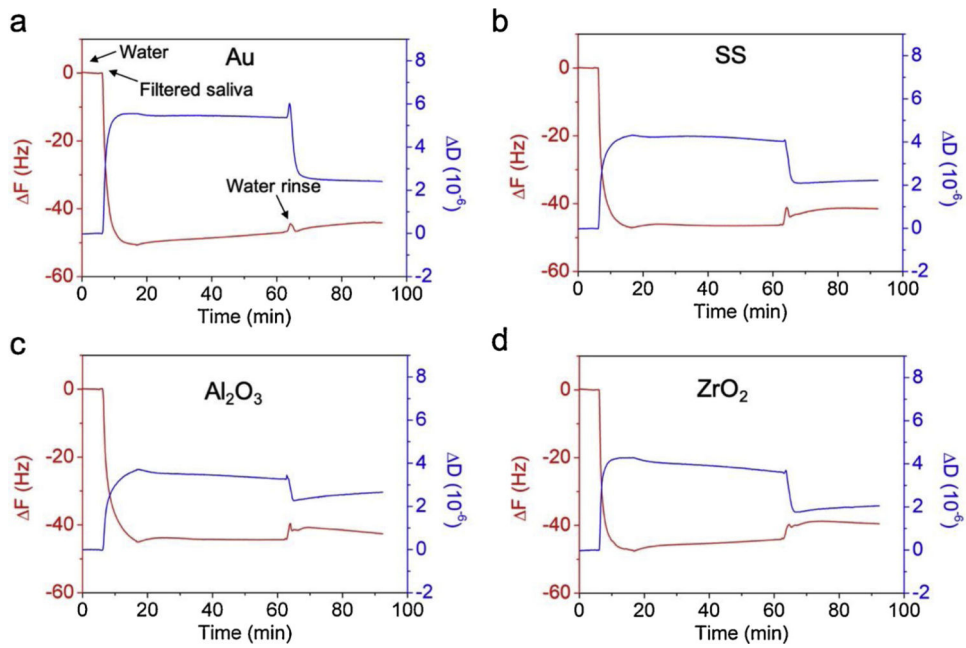 a
Water
Au
Filtered saliva
Water rinse
0
-20
-40
-60
ΔF (Hz)
8
6
4
2
0
-2
ΔD (10-6)
0 20 40 60 80 100
Time (min)
b
SS
0
-20
-40
-60
ΔF (Hz)
8
6
4
2
0
-2
ΔD (10-6)
0 20 40 60 80 100
Time (min)
c
Al2O3
0
-20
-40
-60
ΔF (Hz)
8
6
4
2
0
-2
ΔD (10-6)
0 20 40 60 80 100
Time (min)
d
ZrO2
0
-20
-40
-60
ΔF (Hz)
8
6
4
2
0
-2
ΔD (10-6)
0 20 40 60 80 100
Time (min)